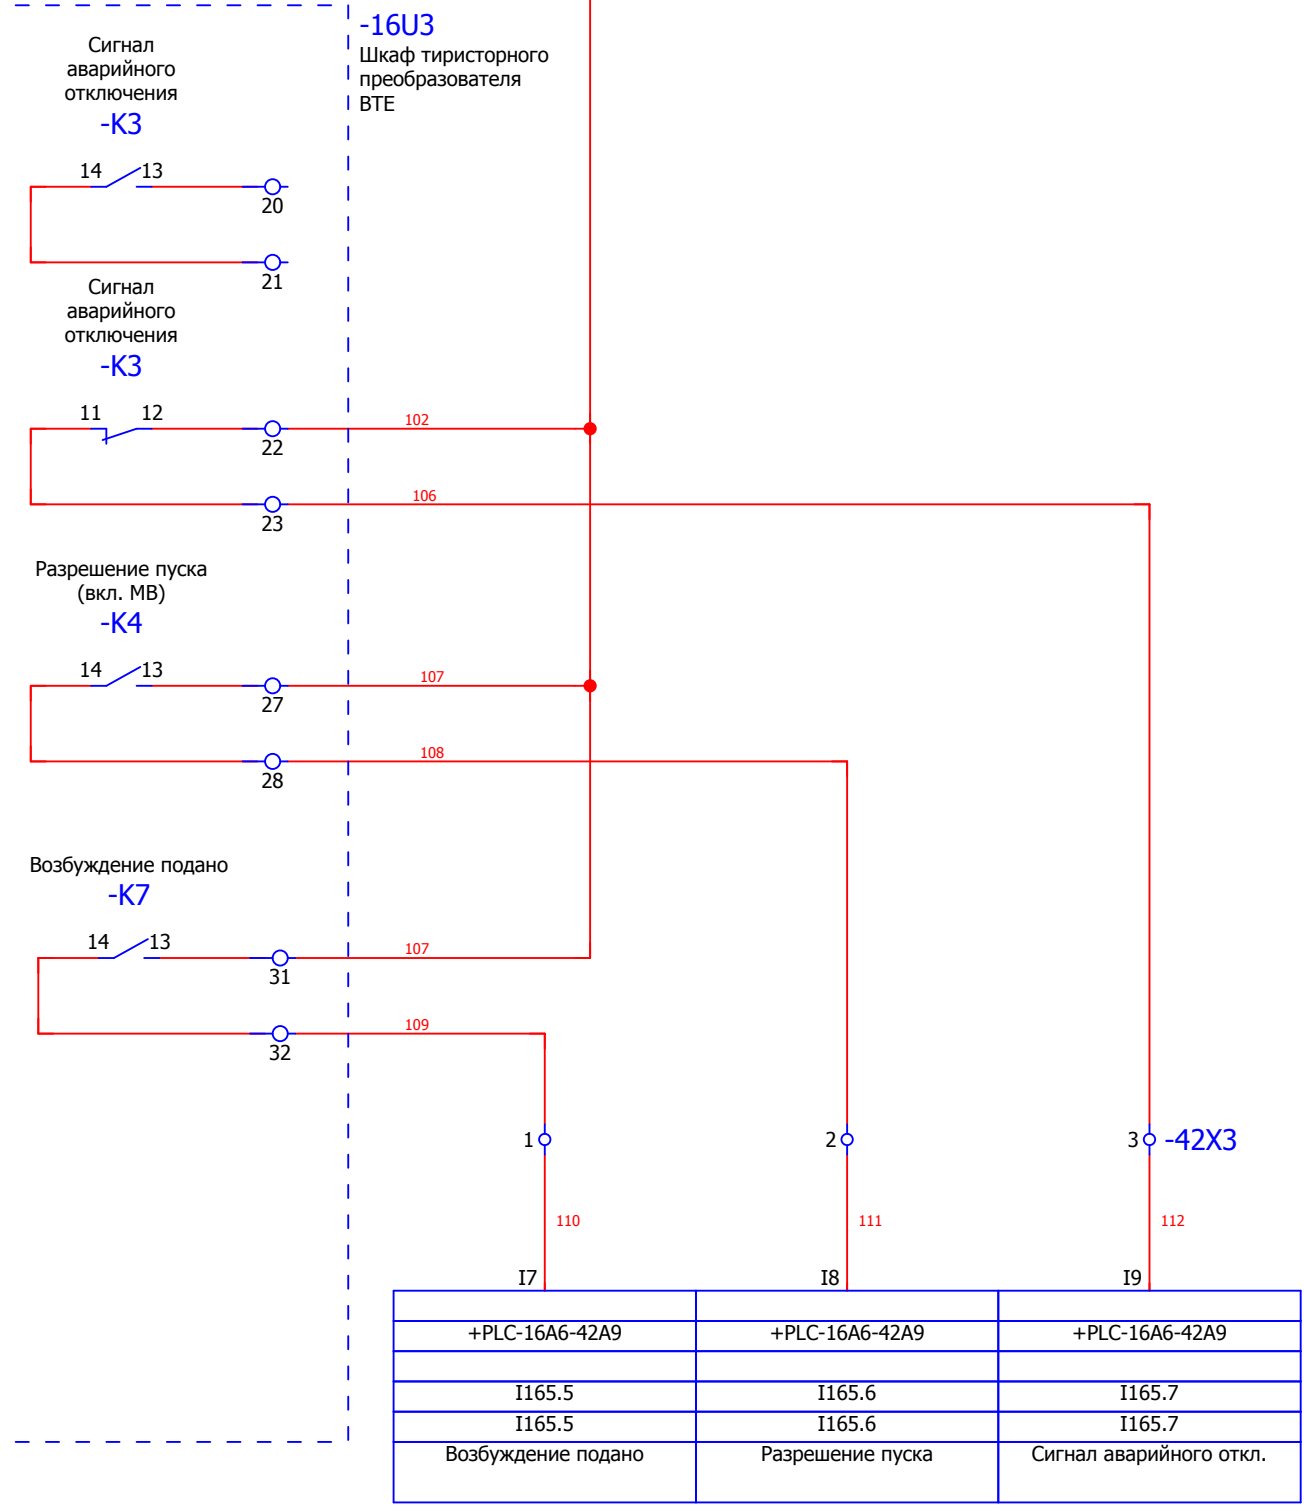 -16U3
Шкаф тиристорного
преобразователя
ВТЕ
Сигнал
аварийного
отключения
-K3
14 13
20
21
Сигнал
аварийного
отключения
-K3
11 12
22
102
23
106
Разрешение пуска
(вкл. МВ)
-K4
14 13
27
107
28
108
Возбуждение подано
-K7
14 13
31
107
32
109
1 2 3 -42X3
110 111 112
I7 I8 I9
+PLC-16A6-42A9 +PLC-16A6-42A9 +PLC-16A6-42A9
I165.5 I165.6 I165.7
I165.5 I165.6 I165.7
Возбуждение подано Разрешение пуска Сигнал аварийного откл.